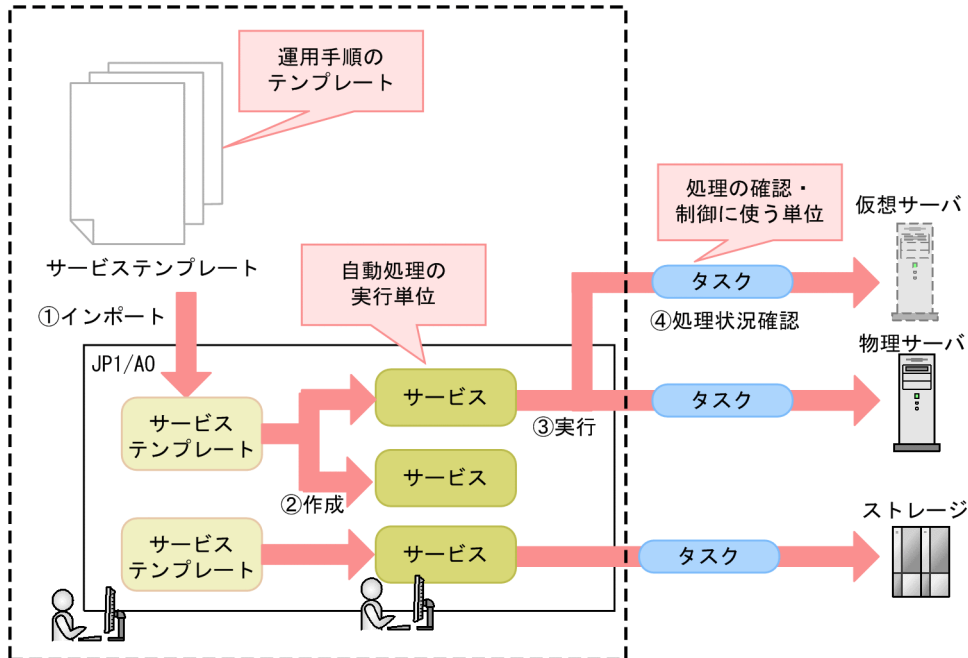 運用手順の
テンプレート
サービステンプレート
①インポート
自動処理の
実行単位
処理の確認・
制御に使う単位
仮想サーバ
タスク
④処理状況確認
物理サーバ
JP1/AO
サービス
テンプレート
サービス
③実行
タスク
②作成
サービス
ストレージ
サービス
テンプレート
サービス
タスク